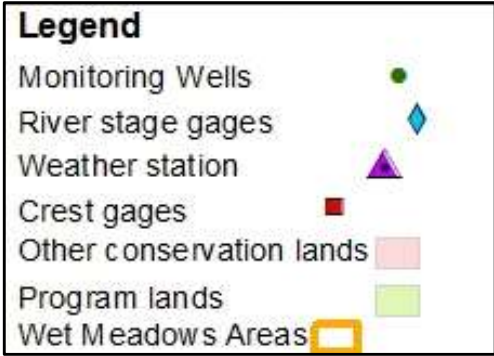 Legend
Monitoring Wells
River stage gages
Weather station
Crest gages
Other conservation lands
Program lands
Wet Meadows Areas